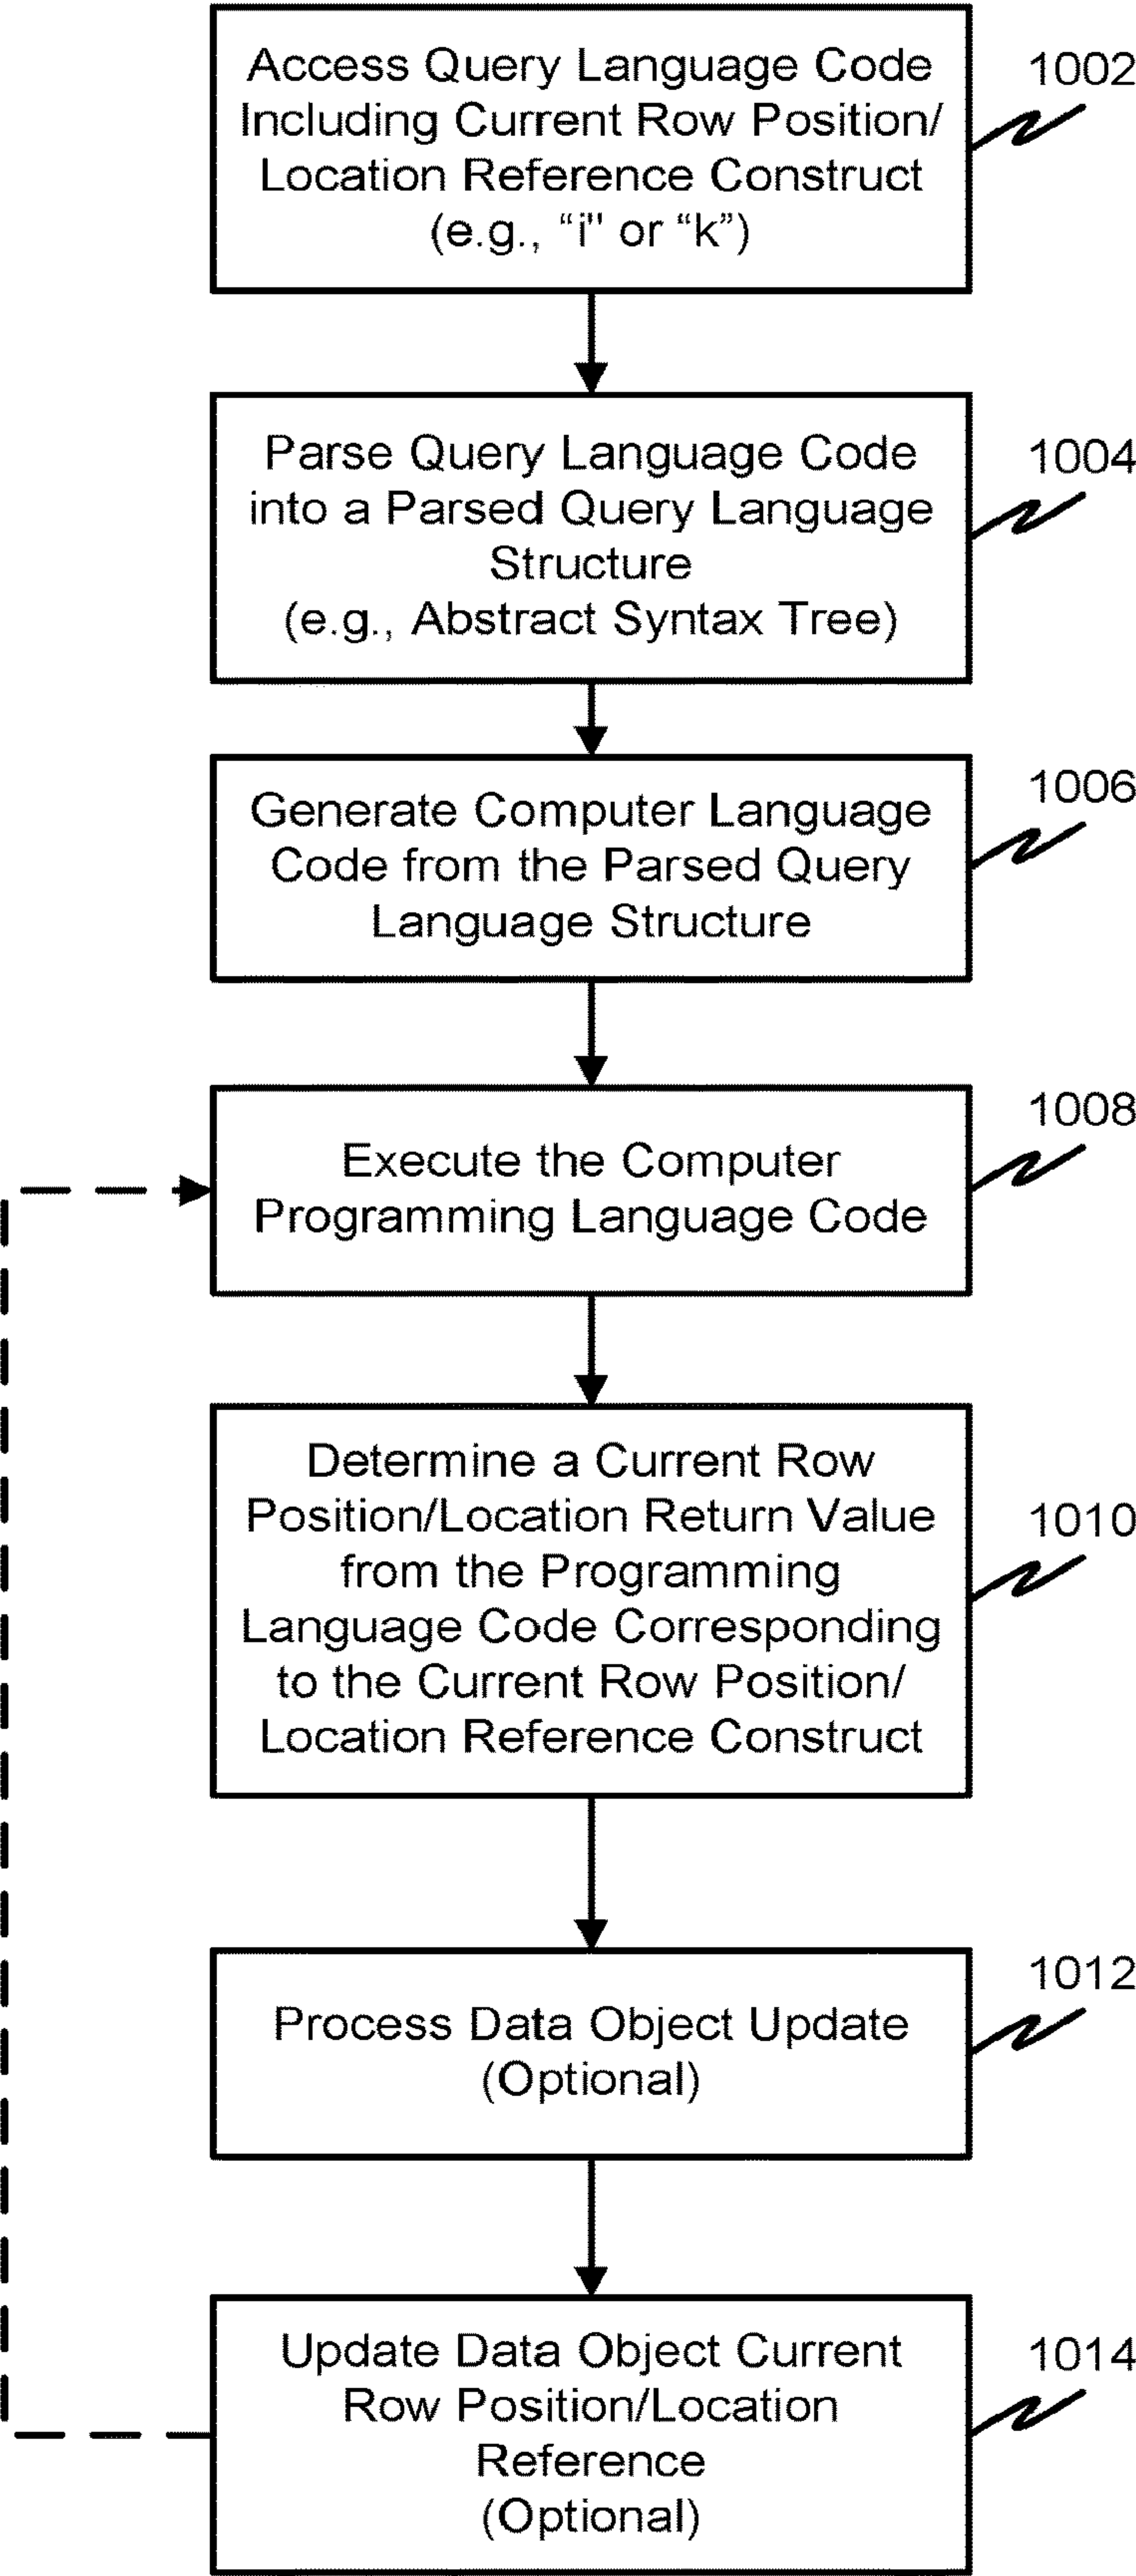 Access Query Language Code
Including Current Row Position/
Location Reference Construct
(e.g., “i" or “k”)
1002
Parse Query Language Code
into a Parsed Query Language
Structure
(e.g., Abstract Syntax Tree)
1004
Generate Computer Language
Code from the Parsed Query
Language Structure
1006
Execute the Computer
Programming Language Code
1008
Determine a Current Row
Position/Location Return Value
from the Programming
Language Code Corresponding
to the Current Row Position/
Location Reference Construct
1010
Process Data Object Update
(Optional)
1012
Update Data Object Current
Row Position/Location
Reference
(Optional)
1014